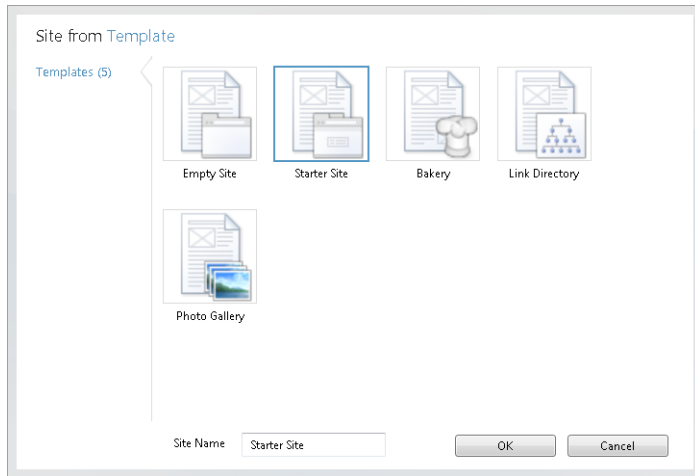 Site from Template
Templates (5)
Empty Site
Starter Site
Bakery
Link Directory
Photo Gallery
Site Name
Starter Site
OK
Cancel